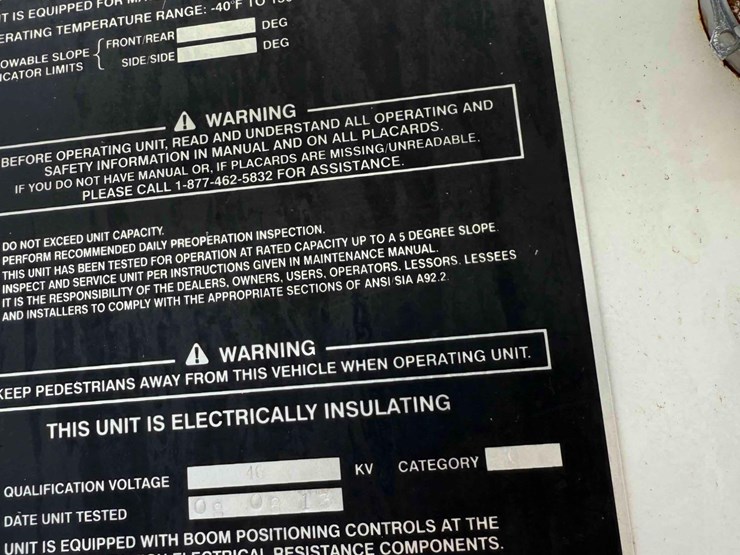 IT IS EQUIPPED FOR
ERATING TEMPERATURE RANGE: -40°F TO
OWABLE SLOPE
ICATOR LIMITS
FRONT/REAR DEG
SIDE/SIDE DEG
WARNING
BEFORE OPERATING UNIT, READ AND UNDERSTAND ALL OPERATING AND
SAFETY INFORMATION IN MANUAL AND ON ALL PLACARDS.
IF YOU DO NOT HAVE MANUAL OR, IF PLACARDS ARE MISSING/UNREADABLE.
PLEASE CALL 1-877-462-5832 FOR ASSISTANCE.
DO NOT EXCEED UNIT CAPACITY.
PERFORM RECOMMENDED DAILY PREOPERATION INSPECTION.
THIS UNIT HAS BEEN TESTED FOR OPERATION AT RATED CAPACITY UP TO A 5 DEGREE SLOPE
INSPECT AND SERVICE UNIT PER INSTRUCTIONS GIVEN IN MAINTENANCE MANUAL.
IT IS THE RESPONSIBILITY OF THE DEALERS, OWNERS, USERS, OPERATORS, LESSORS, LESSEES
AND INSTALLERS TO COMPLY WITH THE APPROPRIATE SECTIONS OF ANSI/SIA A92.2.
WARNING
KEEP PEDESTRIANS AWAY FROM THIS VEHICLE WHEN OPERATING UNIT.
THIS UNIT IS ELECTRICALLY INSULATING
QUALIFICATION VOLTAGE 46 KV CATEGORY
DATE UNIT TESTED
UNIT IS EQUIPPED WITH BOOM POSITIONING CONTROLS AT THE
ELECTRICAL RESISTANCE COMPONENTS.